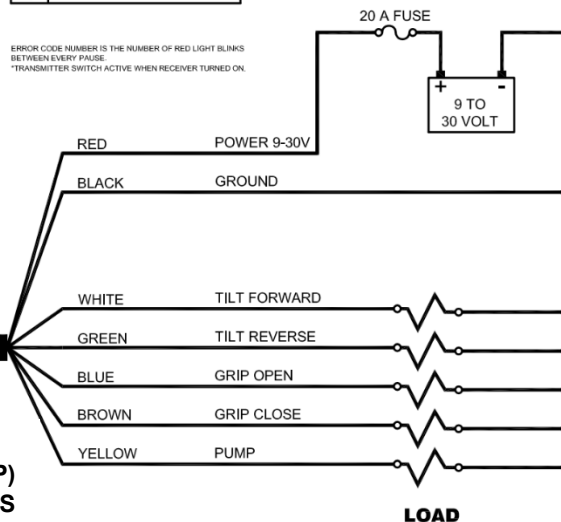 20 A FUSE
ERROR CODE NUMBER IS THE NUMBER OF RED LIGHT BLINKS
BETWEEN EVERY PAUSE.
*TRANSMITTER SWITCH ACTIVE WHEN RECEIVER TURNED ON.
+ -
9 TO
30 VOLT
RED POWER 9-30V
BLACK GROUND
WHITE TILT FORWARD
GREEN TILT REVERSE
BLUE GRIP OPEN
BROWN GRIP CLOSE
YELLOW PUMP
P)
S
LOAD